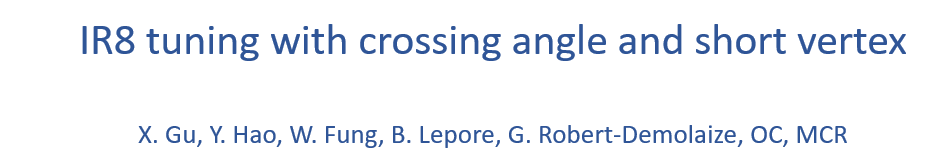 IR8 tuning with crossing angle and short vertex
X. Gu, Y. Hao, W. Fung, B. Lepore, G. Robert-Demolaize, OC, MCR